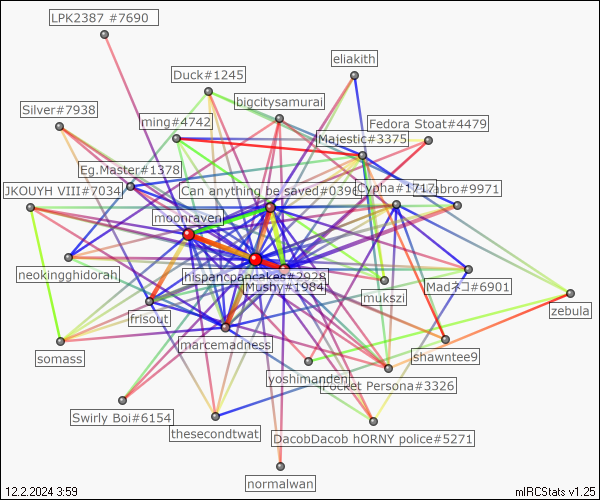 LPK2387 #7690
eliakith
Duck#1245
bigcitysamurai
Silver#7938
ming#4742
Fedora Stoat#4479
Majestic#3375
Eg.Master#1378
JKOUYH VIII#7034
Can anything be saved#0396
Cypha#1717
abro#9971
moonraven
neokingghidorah
hispancpancakes#2929
Mushy#1984
mukszi
Madネコ#6901
zebula
frisout
marcemadness
somass
shawntee9
yoshimanden
Pocket Persona#3326
Swirly Boi#6154
thesecondtwat
DacobDacob hORNY police#5271
normalwan
12.2.2024 3:59
mIRCStats v1.25